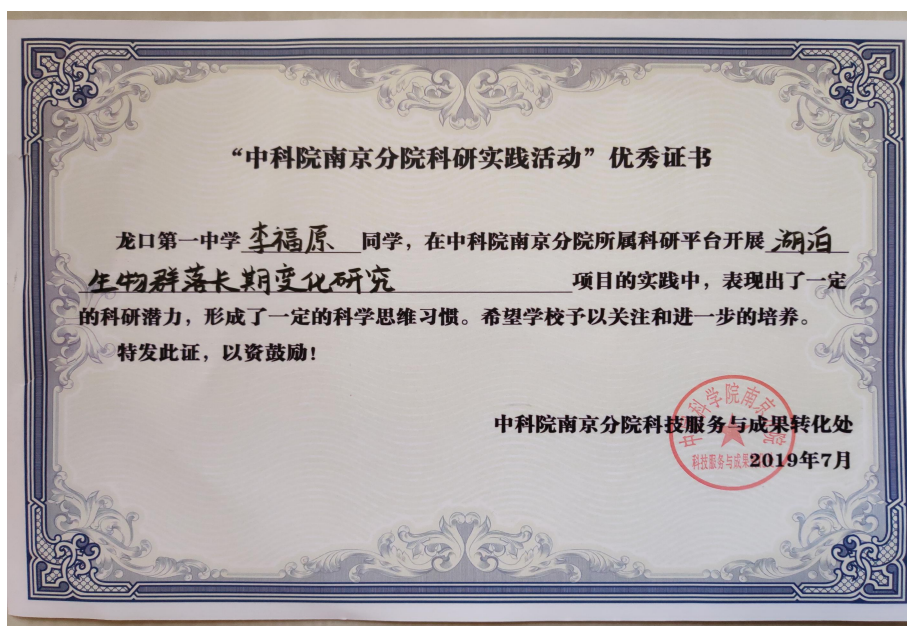 “中科院南京分院科研实践活动”优秀证书
龙口第一中学 李福原 同学，在中科院南京分院所属科研平台开展 湖泊
生物群落长期变化研究 项目的实践中，表现出了一定
的科研潜力，形成了一定的科学思维习惯。希望学校予以关注和进一步的培养。
特发此证，以资鼓励！
中科院南京分院科技服务与成果转化处
2019年7月